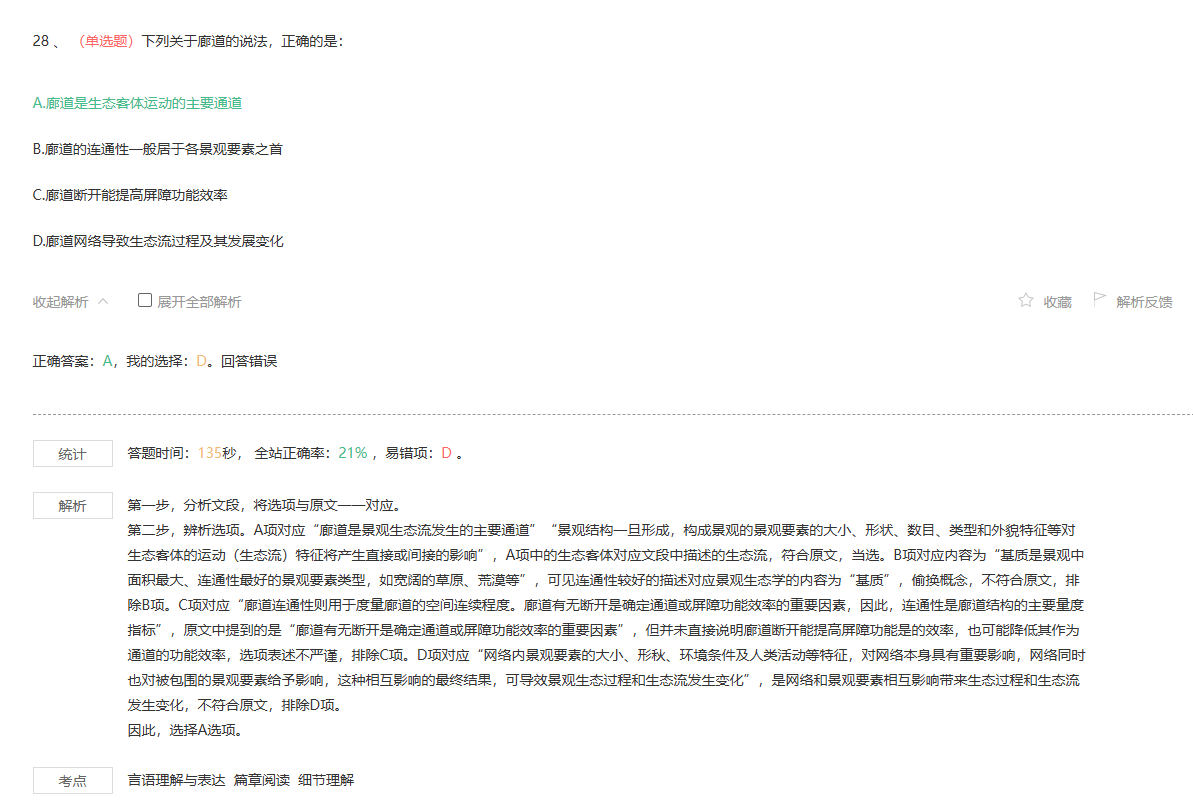 28 、 （单选题）下列关于廊道的说法，正确的是：
A.廊道是生态客体运动的主要通道
B.廊道的连通性一般居于各景观要素之首
C.廊道断开能提高屏障功能效率
D.廊道网络导致生态流过程及其发展变化
收起解析 展开全部解析 收藏 解析反馈
正确答案：A，我的选择：D。回答错误
统计 答题时间：135秒， 全站正确率：21% ，易错项：D 。
解析 第一步，分析文段，将选项与原文一一对应。
第二步，辨析选项。A项对应“廊道是景观生态流发生的主要通道”“景观结构一旦形成，构成景观的景观要素的大小、形状、数目、类型和外貌特征等对
生态客体的运动（生态流）特征将产生直接或间接的影响”，A项中的生态客体对应文段中描述的生态流，符合原文，当选。B项对应内容为“基质是景观中
面积最大、连通性最好的景观要素类型，如宽阔的草原、荒漠等”，可见连通性较好的描述对应景观生态学的内容为“基质”，偷换概念，不符合原文，排
除B项。C项对应“廊道连通性则用于度量廊道的空间连续程度。廊道有无断开是确定通道或屏障功能效率的重要因素，因此，连通性是廊道结构的主要量度
指标”，原文中提到的是“廊道有无断开是确定通道或屏障功能效率的重要因素”，但并未直接说明廊道断开能提高屏障功能是的效率，也可能降低其作为
通道的功能效率，选项表述不严谨，排除C项。D项对应“网络内景观要素的大小、形秋、环境条件及人类活动等特征，对网络本身具有重要影响，网络同时
也对被包围的景观要素给予影响，这种相互影响的最终结果，可导效景观生态过程和生态流发生变化”，是网络和景观要素相互影响带来生态过程和生态流
发生变化，不符合原文，排除D项。
因此，选择A选项。
考点 言语理解与表达 篇章阅读 细节理解